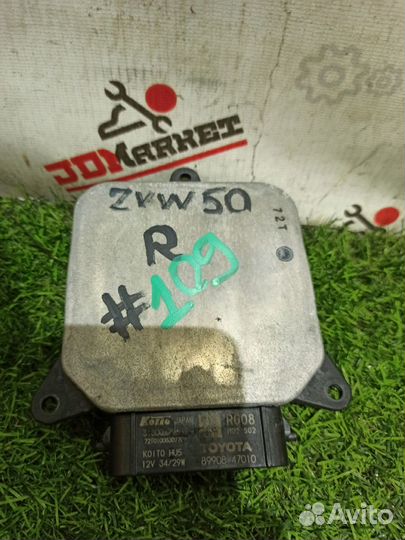 JDMARKET
ZVW50
R
#109
72T
KOITO JAPAN
R008
TOYOTA
KOITO HU5
12V 34/29W
89908-47010
Avito